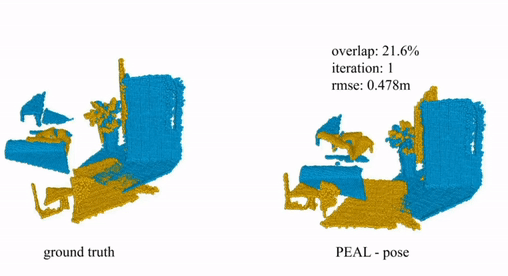 overlap: 21.6%
iteration: 1
rmse: 0.478m
ground truth
PEAL - pose